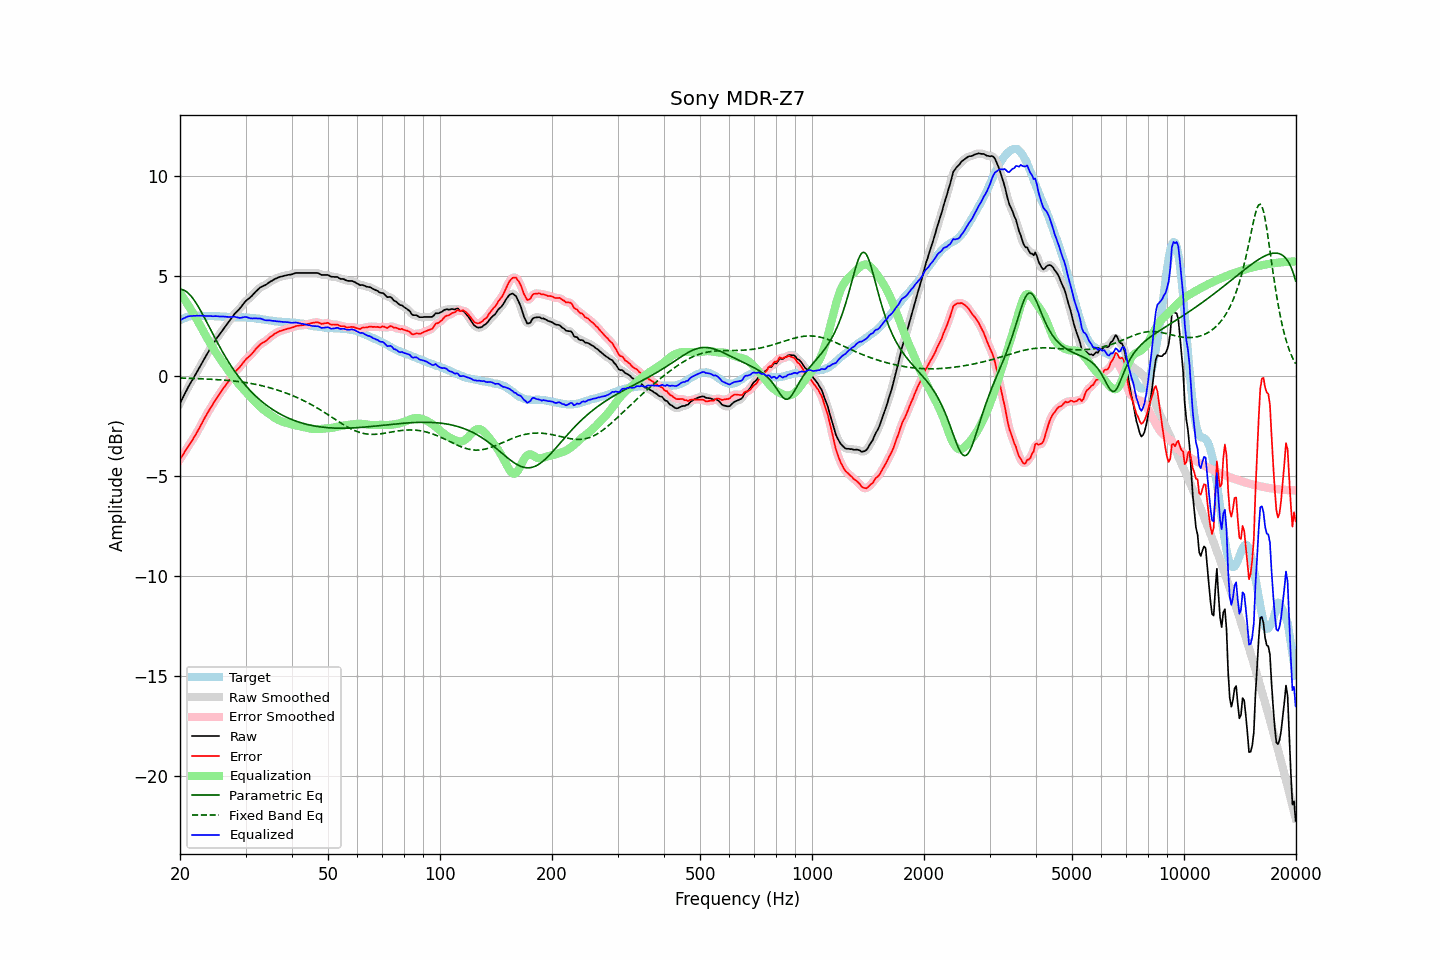 Sony MDR-Z7
Amplitude (dBr)
10
5
0
−5
−10
−15
−20
Target
Raw Smoothed
Error Smoothed
Raw
Error
Equalization
Parametric Eq
Fixed Band Eq
Equalized
20 50 100 200 500 1000 2000 5000 10000 20000
Frequency (Hz)